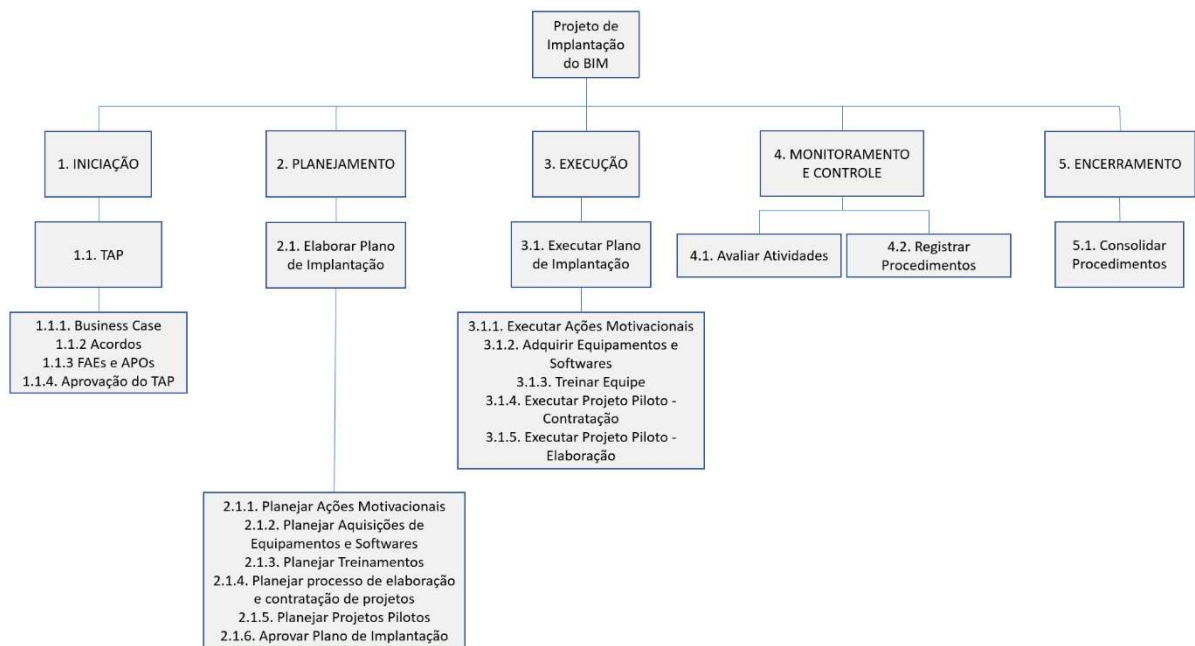 Projeto de
Implantação
do BIM
1. INICIAÇÃO
2. PLANEJAMENTO
3. EXECUÇÃO
4. MONITORAMENTO
E CONTROLE
5. ENCERRAMENTO
1.1. TAP
2.1. Elaborar Plano
de Implantação
3.1. Executar Plano
de Implantação
4.1. Avaliar Atividades
4.2. Registrar
Procedimentos
5.1. Consolidar
Procedimentos
1.1.1. Business Case
1.1.2 Acordos
1.1.3 FAEs e APOs
1.1.4. Aprovação do TAP
3.1.1. Executar Ações Motivacionais
3.1.2. Adquirir Equipamentos e
Softwares
3.1.3. Treinar Equipe
3.1.4. Executar Projeto Piloto -
Contratação
3.1.5. Executar Projeto Piloto -
Elaboração
2.1.1. Planejar Ações Motivacionais
2.1.2. Planejar Aquisições de
Equipamentos e Softwares
2.1.3. Planejar Treinamentos
2.1.4. Planejar processo de elaboração
e contratação de projetos
2.1.5. Planejar Projetos Pilotos
2.1.6. Aprovar Plano de Implantação